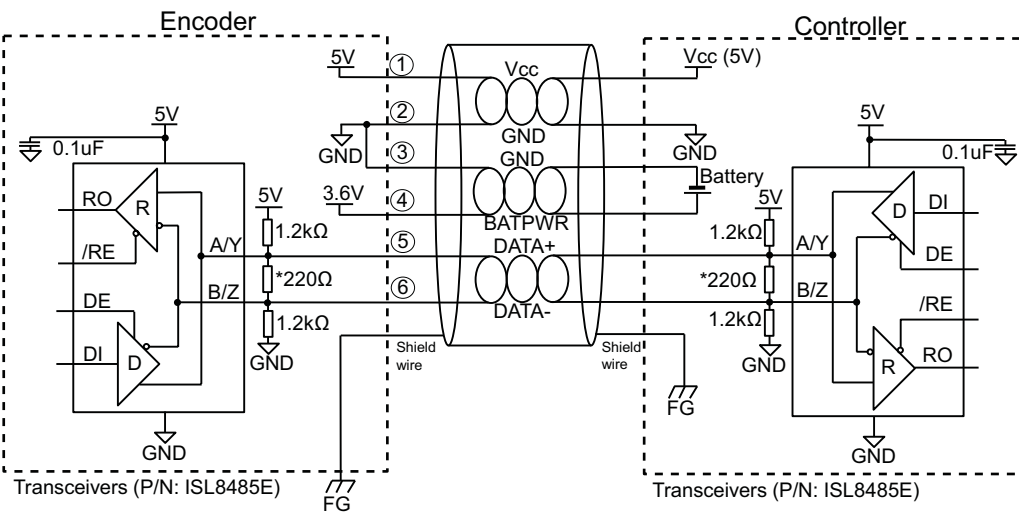 Encoder
Controller
5V
①
Vcc
Vcc (5V)
5V
②
5V
0.1uF
GND
GND
GND
0.1uF
③
GND
RO
R
5V
3.6V
④
BATPWR
Battery
5V
D
DI
/RE
1.2kΩ
A/Y
⑤
DATA+
1.2kΩ
A/Y
DE
*220Ω
*220Ω
DE
B/Z
⑥
DATA-
B/Z
/RE
1.2kΩ
1.2kΩ
DI
D
GND
Shield
wire
Shield
wire
GND
R
RO
FG
GND
GND
Transceivers (P/N: ISL8485E)
FG
Transceivers (P/N: ISL8485E)